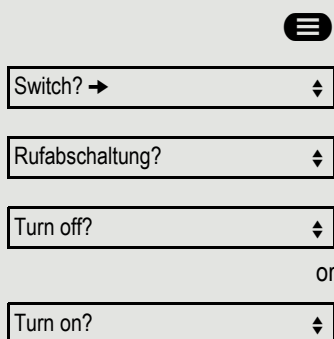 Switch? →
Rufabschaltung?
Turn off?
or
Turn on?